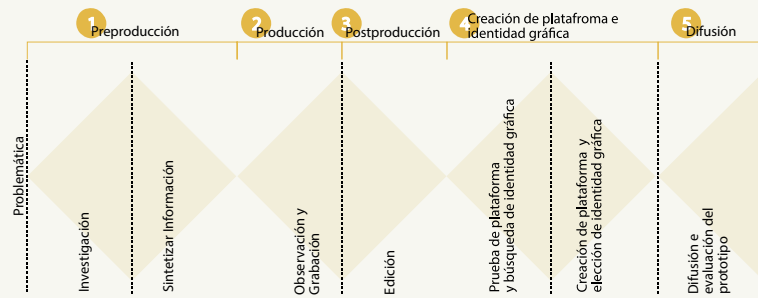 1
Preproducción
2
Producción
3
Postproducción
4
Creación de platafroma e
identidad gráfica
5
Difusión
Problemática
Investigación
Sintetizar Información
Observación y
Grabación
Edición
Prueba de plataforma
y búsqueda de identidad gráfica
Creación de plataforma y
elección de identidad gráfica
Difusión e
evaluación del
prototipo